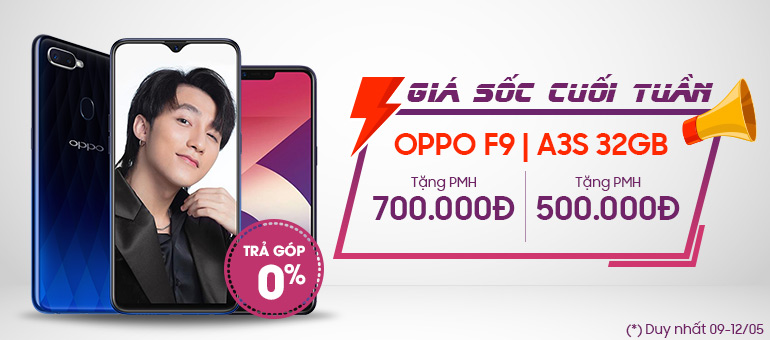 oppo
TRẢ GÓP
0%
GIÁ SỐC CUỐI TUẦN
OPPO F9 | A3S 32GB
Tặng PMH
700.000Đ
Tặng PMH
500.000Đ
(*) Duy nhất 09-12/05